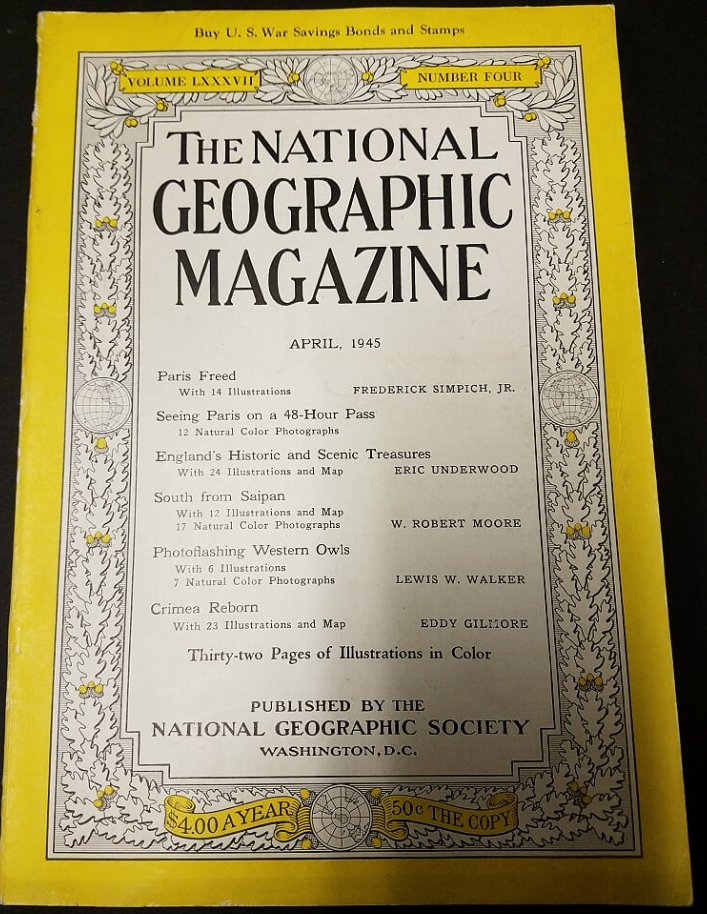 Buy U. S. War Savings Bonds and Stamps
VOLUME LXXXVII
NUMBER FOUR
THE NATIONAL
GEOGRAPHIC
MAGAZINE
APRIL, 1945
Paris Freed
With 14 Illustrations FREDERICK SIMPICH, JR.
Seeing Paris on a 48-Hour Pass
12 Natural Color Photographs
England's Historic and Scenic Treasures
With 24 Illustrations and Map ERIC UNDERWOOD
South from Saipan
With 12 Illustrations and Map
17 Natural Color Photographs W. ROBERT MOORE
Photoflashing Western Owls
With 6 Illustrations
7 Natural Color Photographs LEWIS W. WALKER
Crimea Reborn
With 23 Illustrations and Map EDDY GILMORE
Thirty-two Pages of Illustrations in Color
PUBLISHED BY THE
NATIONAL GEOGRAPHIC SOCIETY
WASHINGTON, D.C.
$4.00 A YEAR
50c THE COPY